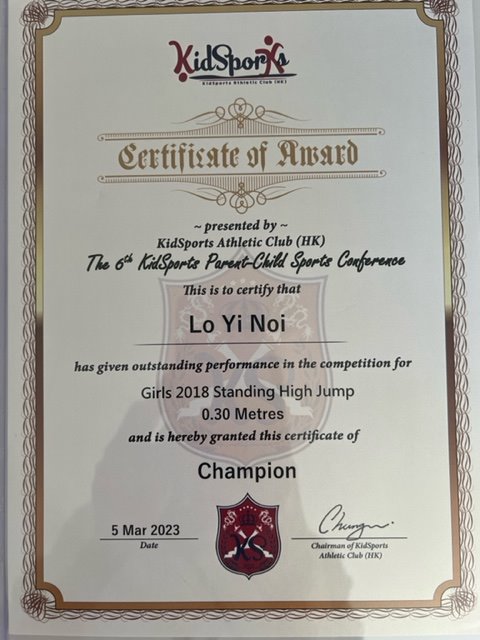 KidSports
KidSports Athletic Club (HK)
Certificate of Award
~ presented by ~
KidSports Athletic Club (HK)
The 6th KidSports Parent-Child Sports Conference
This is to certify that
Lo Yi Noi
has given outstanding performance in the competition for
Girls 2018 Standing High Jump
0.30 Metres
and is hereby granted this certificate of
Champion
5 Mar 2023
Date
KS
Chairman of KidSports
Athletic Club (HK)